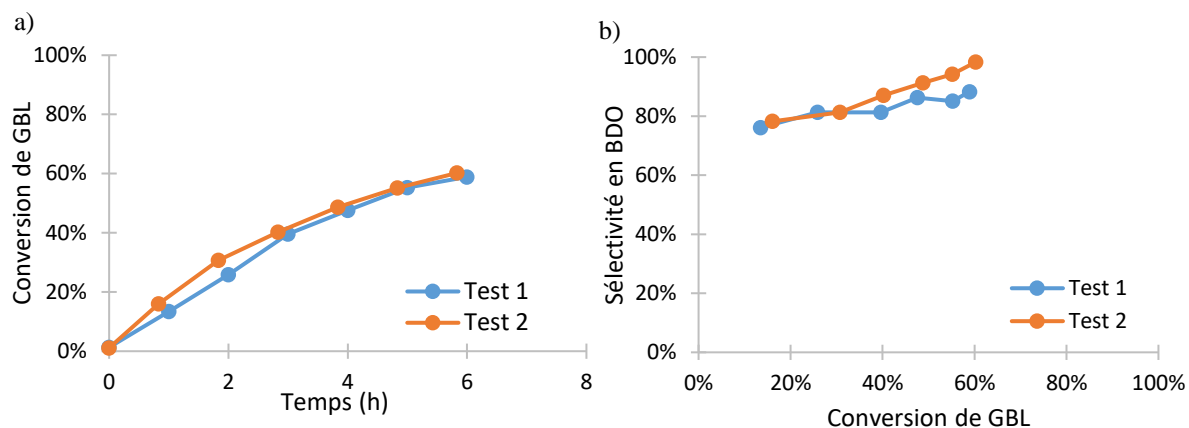 a)
Conversion de GBL
100%
80%
60%
40%
20%
0%
0
2
4
6
8
Temps (h)
Test 1
Test 2
b)
Sélectivité en BDO
100%
80%
60%
40%
20%
0%
0%
20%
40%
60%
80%
100%
Conversion de GBL
Test 1
Test 2